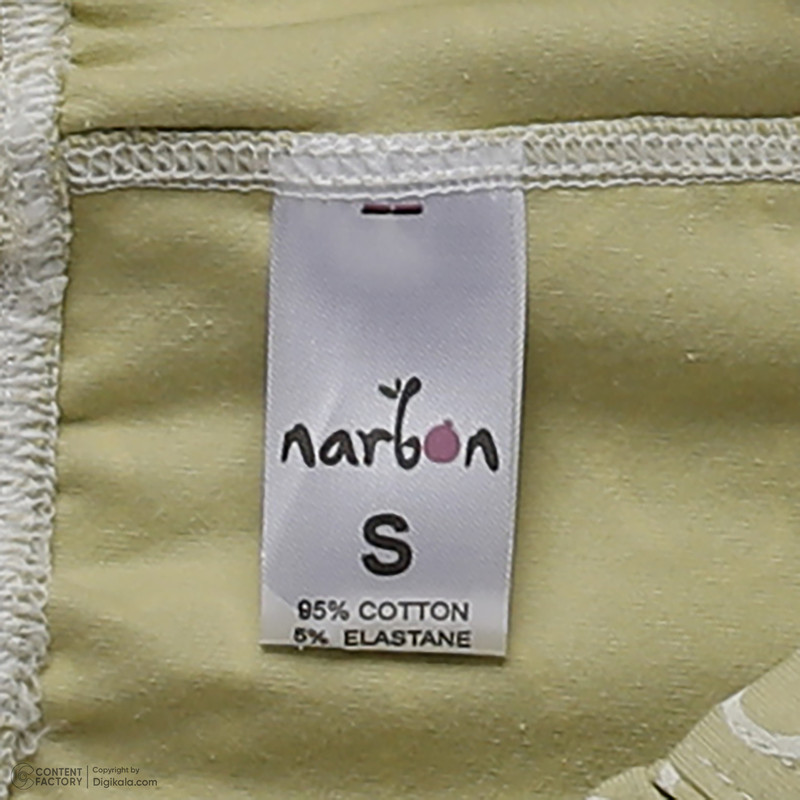 narbon
S
95% COTTON
5% ELASTANE
CONTENT FACTORY
Copyright by
Digikala.com